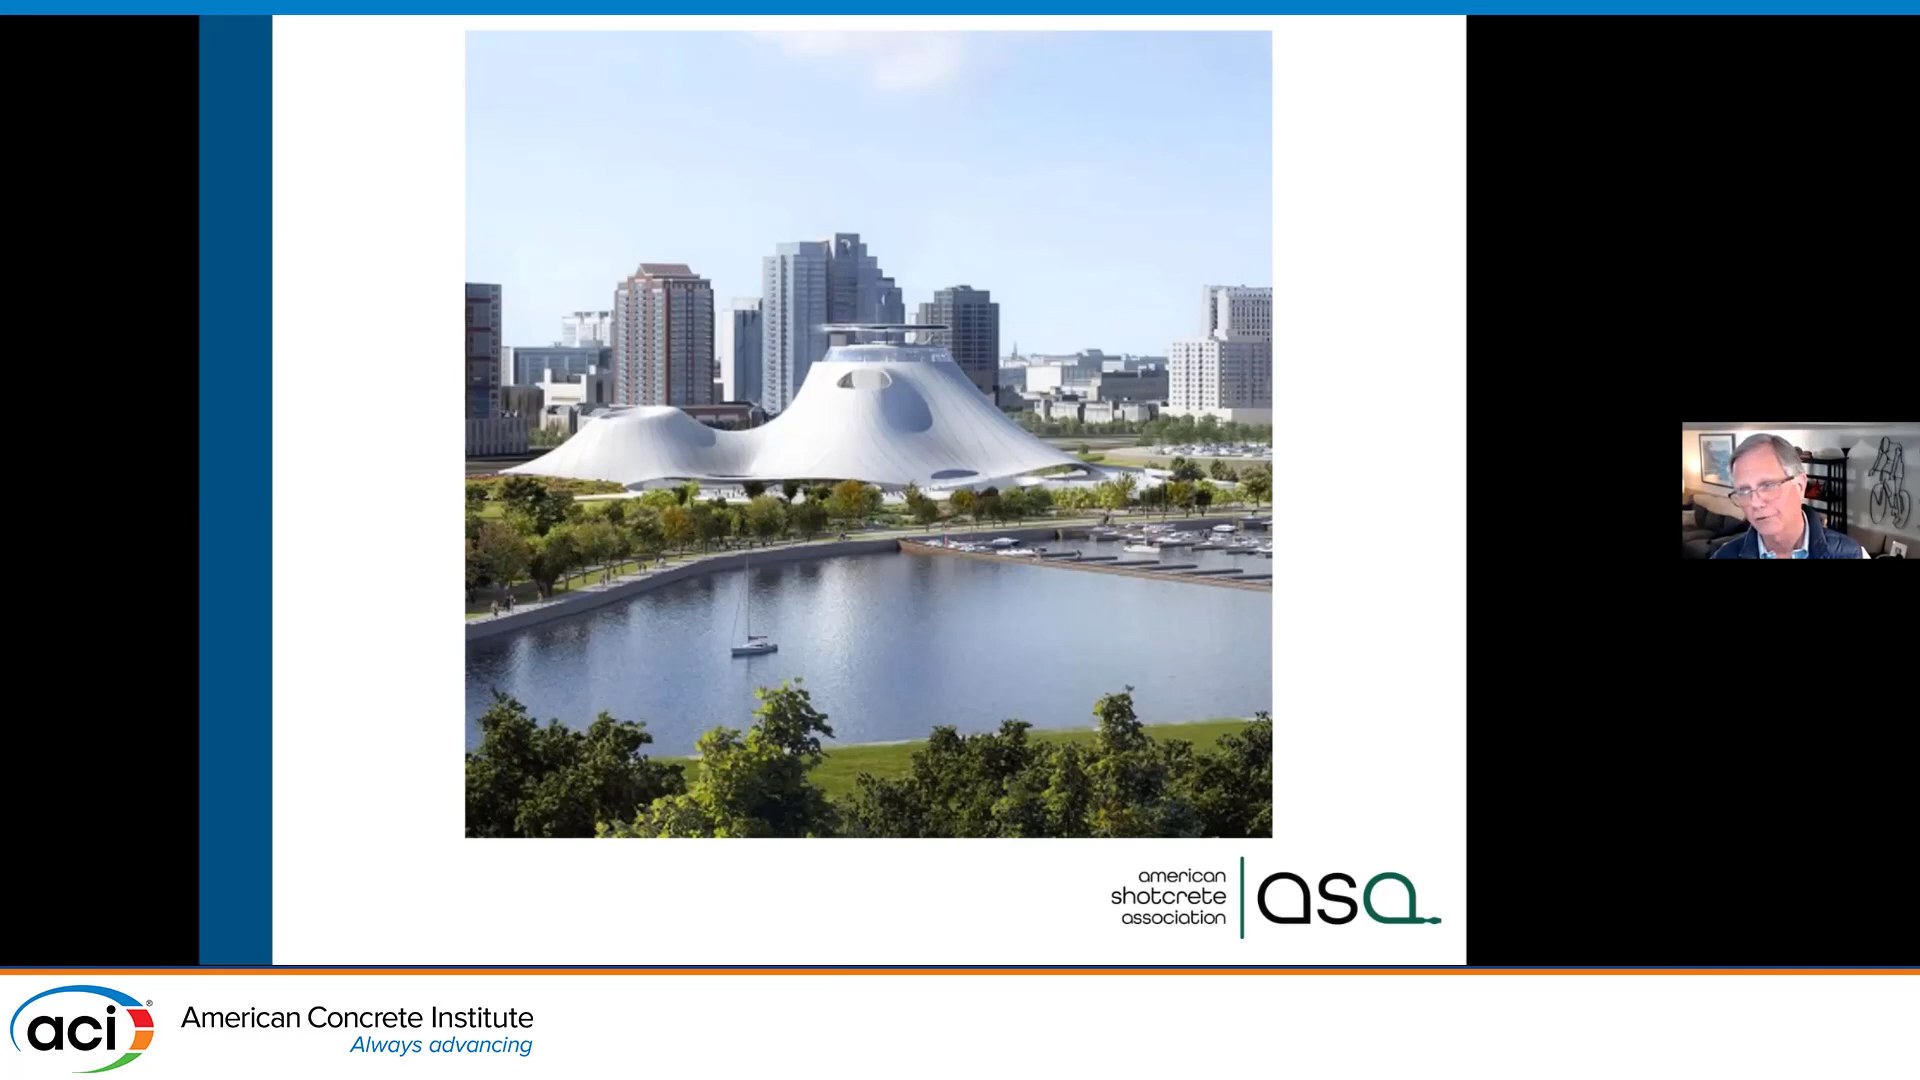 american
shotcrete
association
asa
aci®
American Concrete Institute
Always advancing